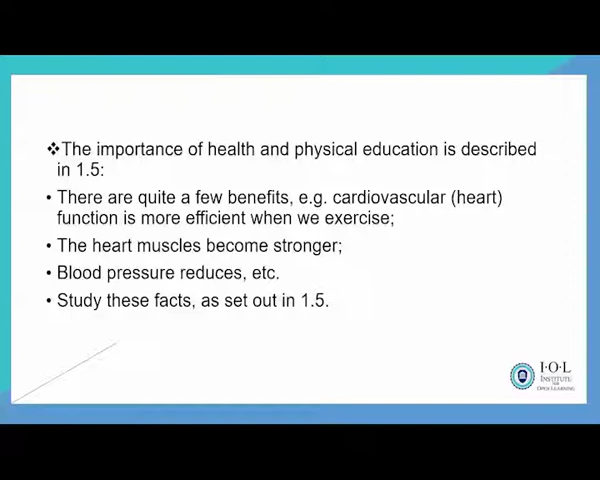 ❖The importance of health and physical education is described
in 1.5:
• There are quite a few benefits, e.g. cardiovascular (heart)
function is more efficient when we exercise;
• The heart muscles become stronger;
• Blood pressure reduces, etc.
• Study these facts, as set out in 1.5.
I·O·L
INSTITUTE
FOR
OPEN LEARNING